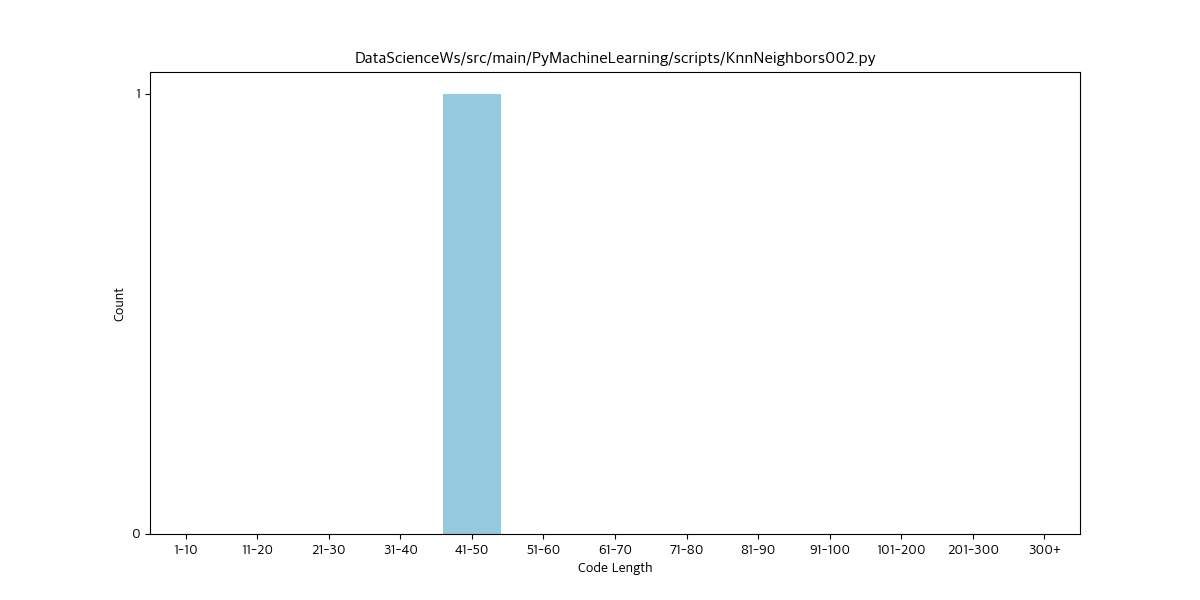 DataScienceWs/src/main/PyMachineLearning/scripts/KnnNeighbors002.py
1
Count
0
1-10 11-20 21-30 31-40 41-50 51-60 61-70 71-80 81-90 91-100 101-200 201-300 300+
Code Length